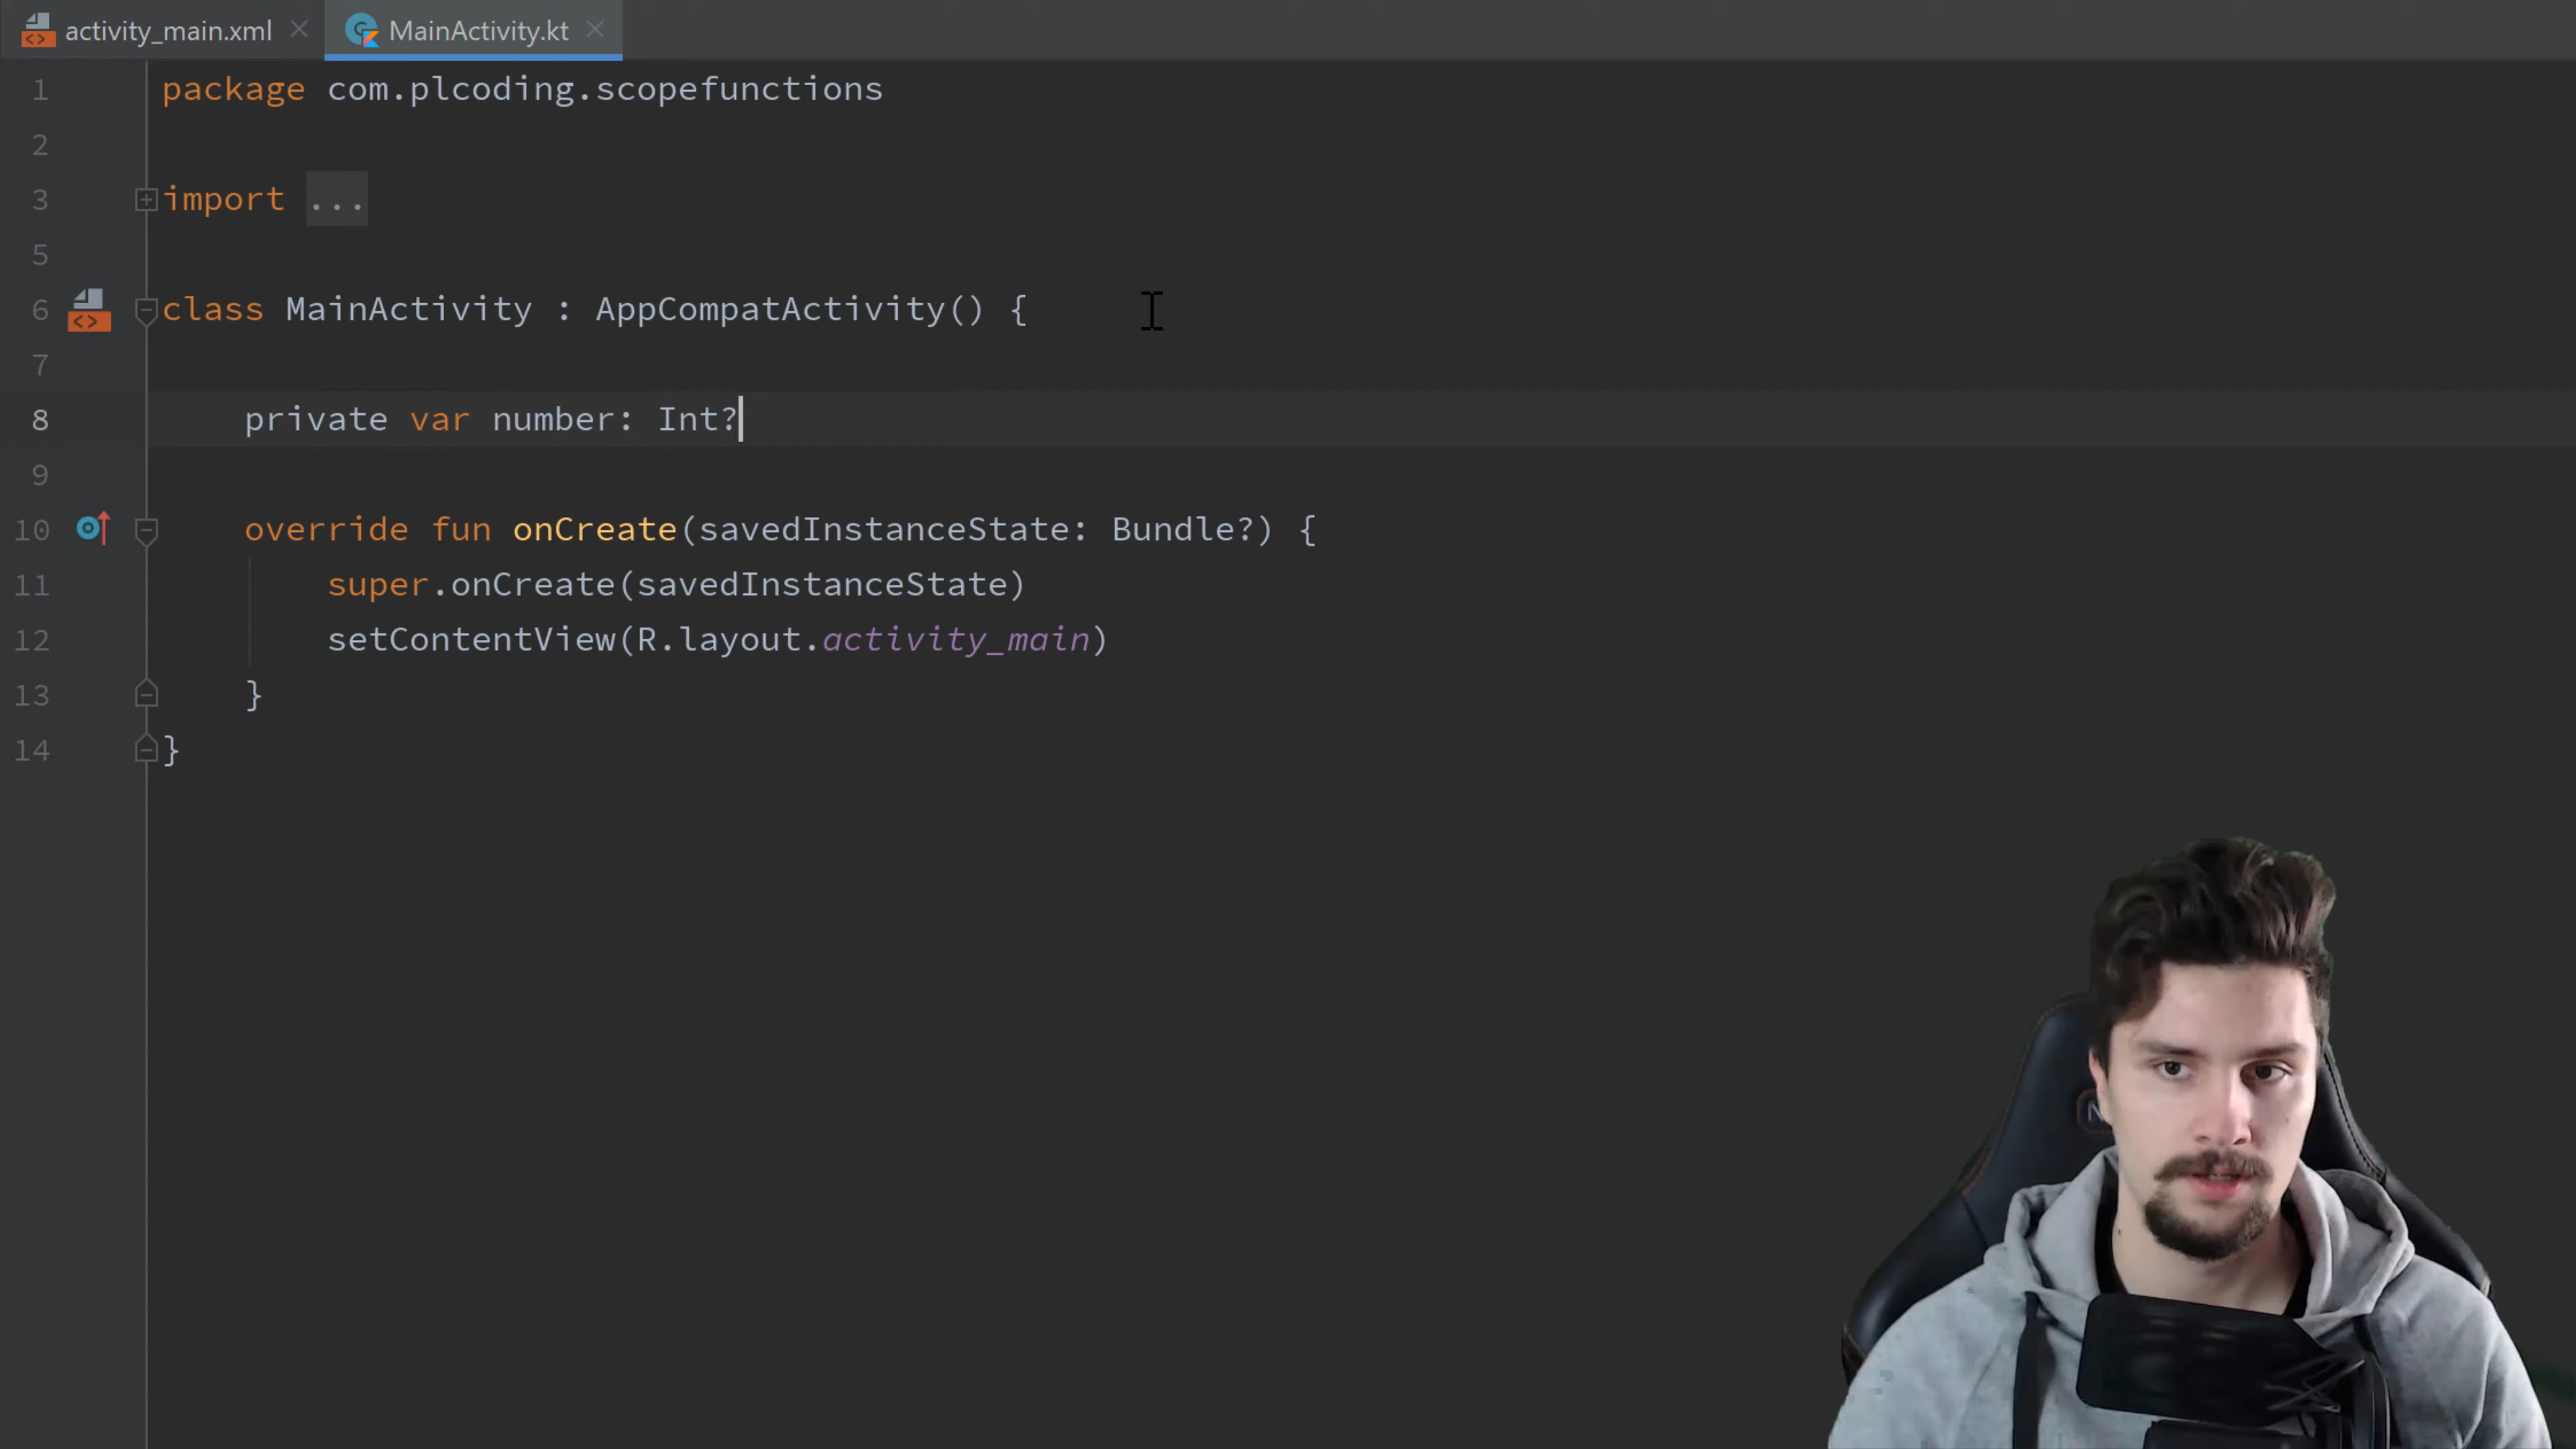 activity_main.xml
MainActivity.kt
1 package com.plcoding.scopefunctions
2
3 import ...
5
6 class MainActivity : AppCompatActivity() {
7
8 private var number: Int?
9
10 override fun onCreate(savedInstanceState: Bundle?) {
11 super.onCreate(savedInstanceState)
12 setContentView(R.layout.activity_main)
13 }
14 }